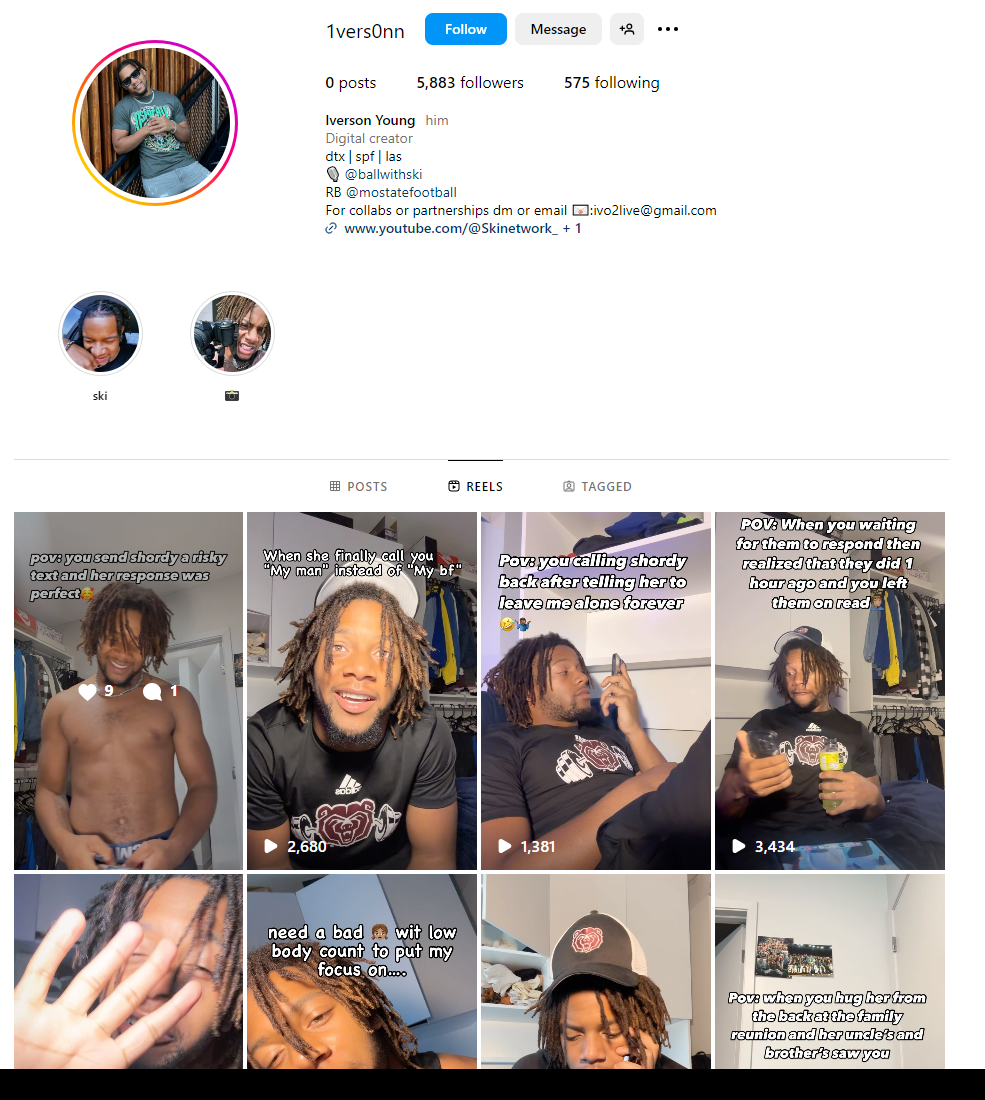 1vers0nn Follow Message
0 posts 5,883 followers 575 following
Iverson Young him
Digital creator
dtx | spf | las
🪬 @ballwithski
RB @mostatefootball
For collabs or partnerships dm or email 💌:ivo2live@gmail.com
www.youtube.com/@Skinetwork_ + 1
ski
POSTS REELS TAGGED
pov: you send shordy a risky
text and her response was
perfect🥰
9 1
When she finally call you
"My man" instead of "My bf"
adidas
2,680
Pov: you calling shordy
back after telling her to
leave me alone forever
🤣🤷🏾‍♂️
1,381
POV: When you waiting
for them to respond then
realized that they did 1
hour ago and you left
them on read🤦🏾‍♂️
3,434
need a bad 👩🏽 wit low
body count to put my
focus on....
Pov: when you hug her from
the back at the family
reunion and her uncle's and
brother's saw you